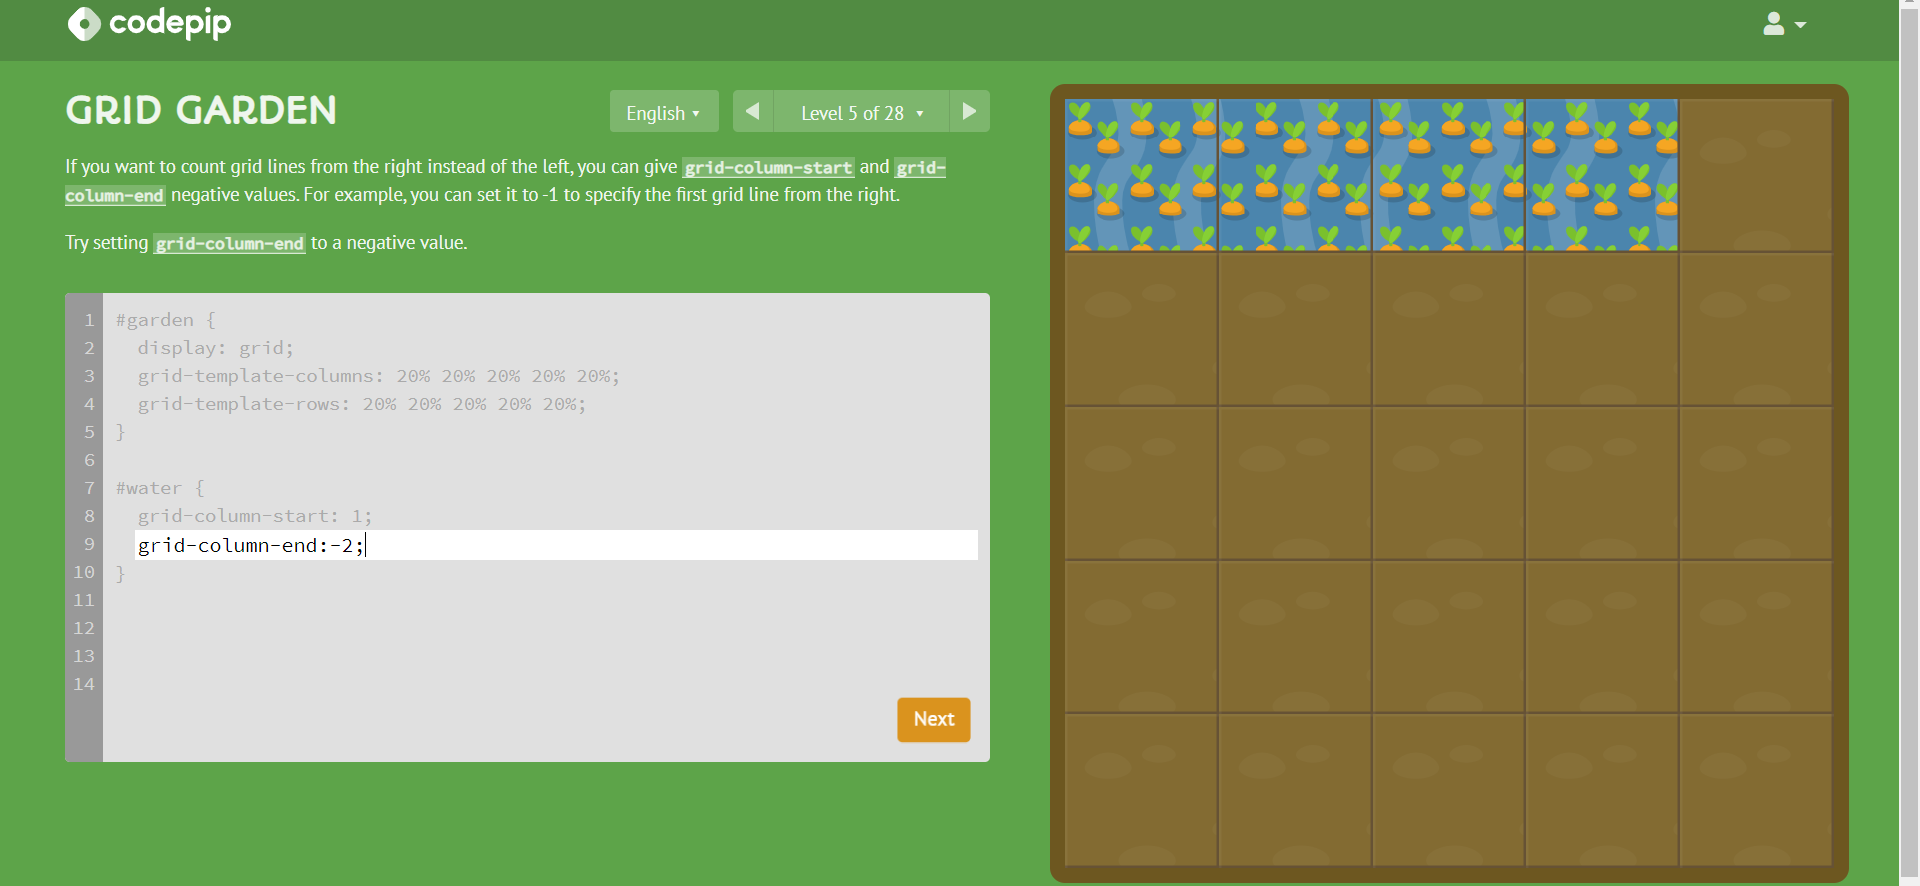 codepip
GRID GARDEN
English ▾
◀ Level 5 of 28 ▾ ▶
If you want to count grid lines from the right instead of the left, you can give grid-column-start and grid-
column-end negative values. For example, you can set it to -1 to specify the first grid line from the right.
Try setting grid-column-end to a negative value.
1 #garden {
2 display: grid;
3 grid-template-columns: 20% 20% 20% 20% 20%;
4 grid-template-rows: 20% 20% 20% 20% 20%;
5 }
6
7 #water {
8 grid-column-start: 1;
9 grid-column-end:-2;
10 }
11
12
13
14
Next